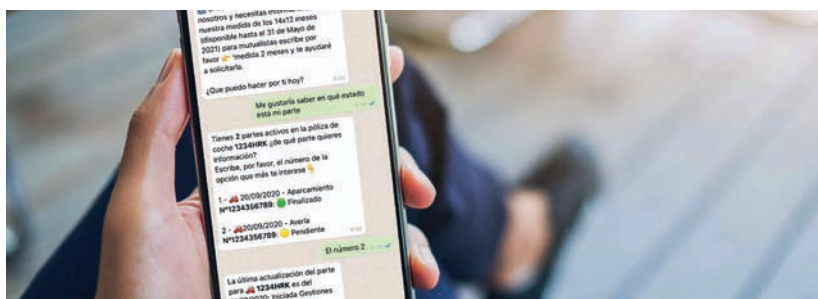 nosotros y necesitas
nuestra medida de los 14x12 meses
(disponible hasta el 31 de Mayo de
2021) para mutualistas escribe por
favor 👉 "medida 2 meses y te ayudaré
a solicitarla.
¿Que puedo hacer por ti hoy?
Me gustaría saber en qué estado
está mi parte
Tienes 2 partes activos en la póliza de
coche 1234HRK ¿de qué parte quieres
información?
Escribe, por favor, el número de la
opción que más te interese 👇
1 - 🚗 20/09/2020 - Aparcamiento
Nº1234356789: 🟢 Finalizado
2 - 🚗20/09/2020 - Avería
Nº1234356789: 🟡 Pendiente
El número 2
La última actualización del parte
para 🚗 1234HRK es del
Iniciada Gestiones